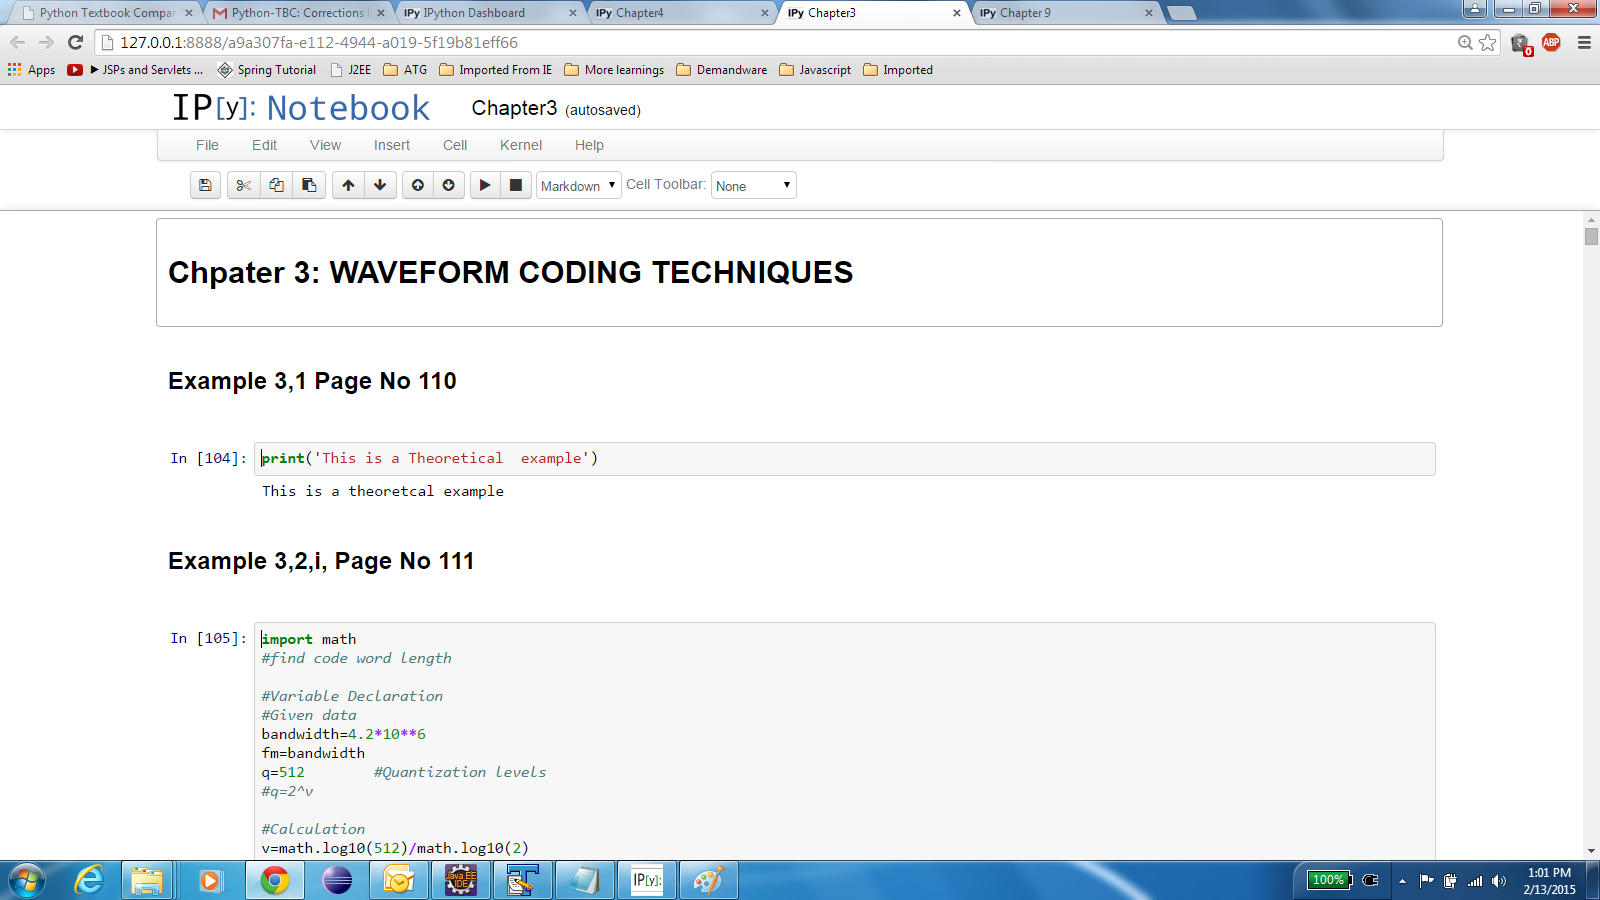 Python Textbook Compar
Python-TBC: Corrections
IPy IPython Dashboard
IPy Chapter4
IPy Chapter3
IPy Chapter 9
127.0.0.1:8888/a9a307fa-e112-4944-a019-5f19b81eff66
0
ABP
Apps
JSPs and Servlets ...
Spring Tutorial
J2EE
ATG
Imported From IE
More learnings
Demandware
Javascript
Imported
IP[y]: Notebook Chapter3 (autosaved)
File Edit View Insert Cell Kernel Help
Markdown Cell Toolbar: None
Chpater 3: WAVEFORM CODING TECHNIQUES
Example 3,1 Page No 110
In [104]: print('This is a Theoretical  example')
This is a theoretcal example
Example 3,2,i, Page No 111
In [105]: import math
#find code word length
#Variable Declaration
#Given data
bandwidth=4.2*10**6
fm=bandwidth
q=512        #Quantization levels
#q=2^v
#Calculation
v=math.log10(512)/math.log10(2)
Java EE
IDE
IP[y]:
100%
1:01 PM
2/13/2015